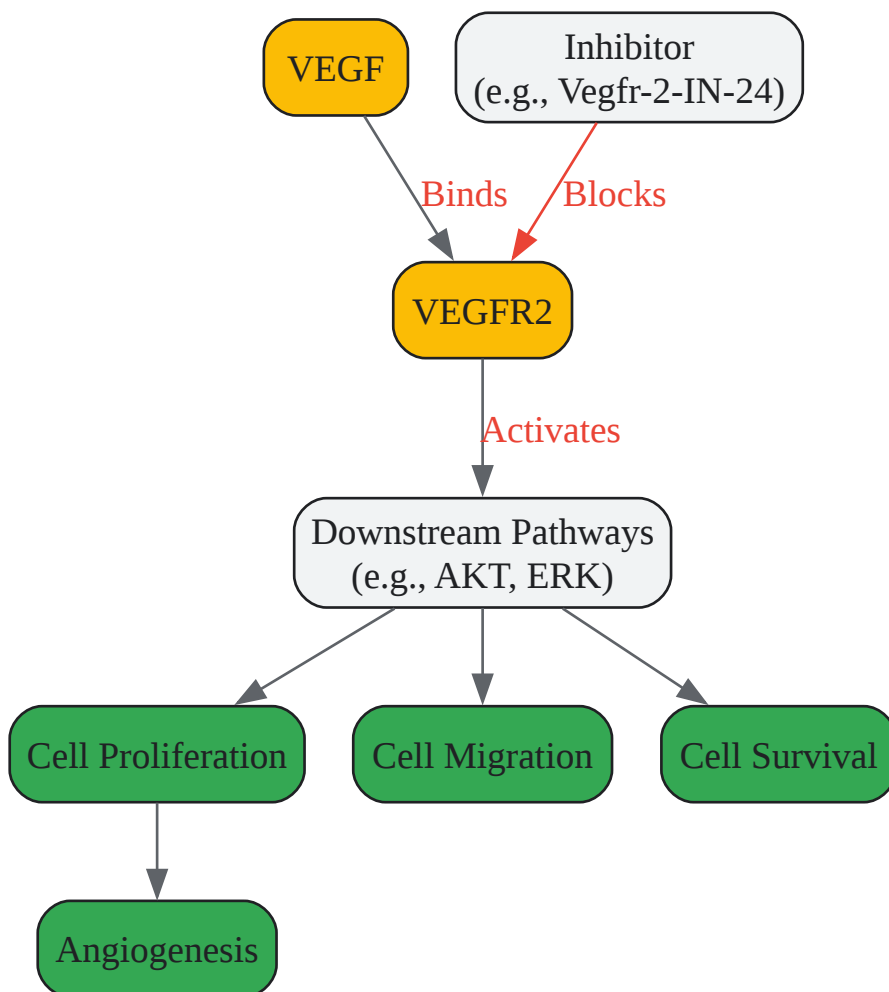 VEGF
Inhibitor
(e.g., Vegfr-2-IN-24)
Binds
Blocks
VEGFR2
Activates
Downstream Pathways
(e.g., AKT, ERK)
Cell Proliferation
Cell Migration
Cell Survival
Angiogenesis